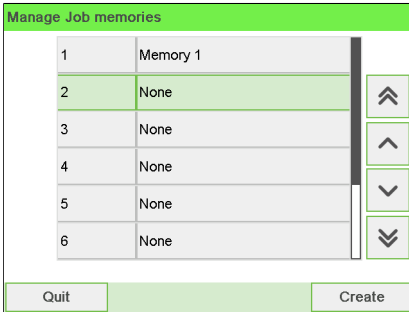 Manage Job memories
1 Memory 1
2 None
3 None
4 None
5 None
6 None
Quit Create